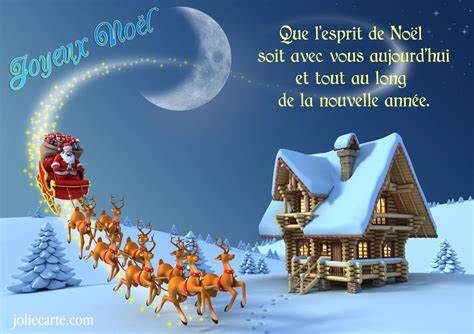 Joyeux Noël
Que l'esprit de Noël
soit avec vous aujourd'hui
et tout au long
de la nouvelle année.
joliecarte.com